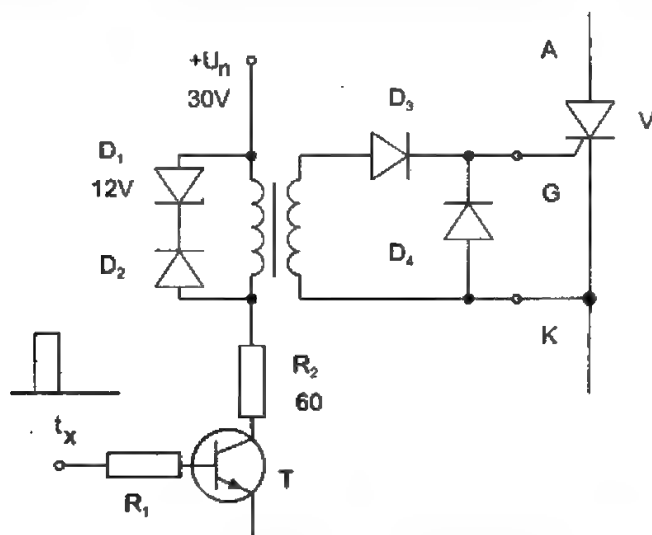 A
+Uₙ
30V
D₃
V
D₁
12V
G
D₂
D₄
K
R₂
60
tₓ
T
R₁